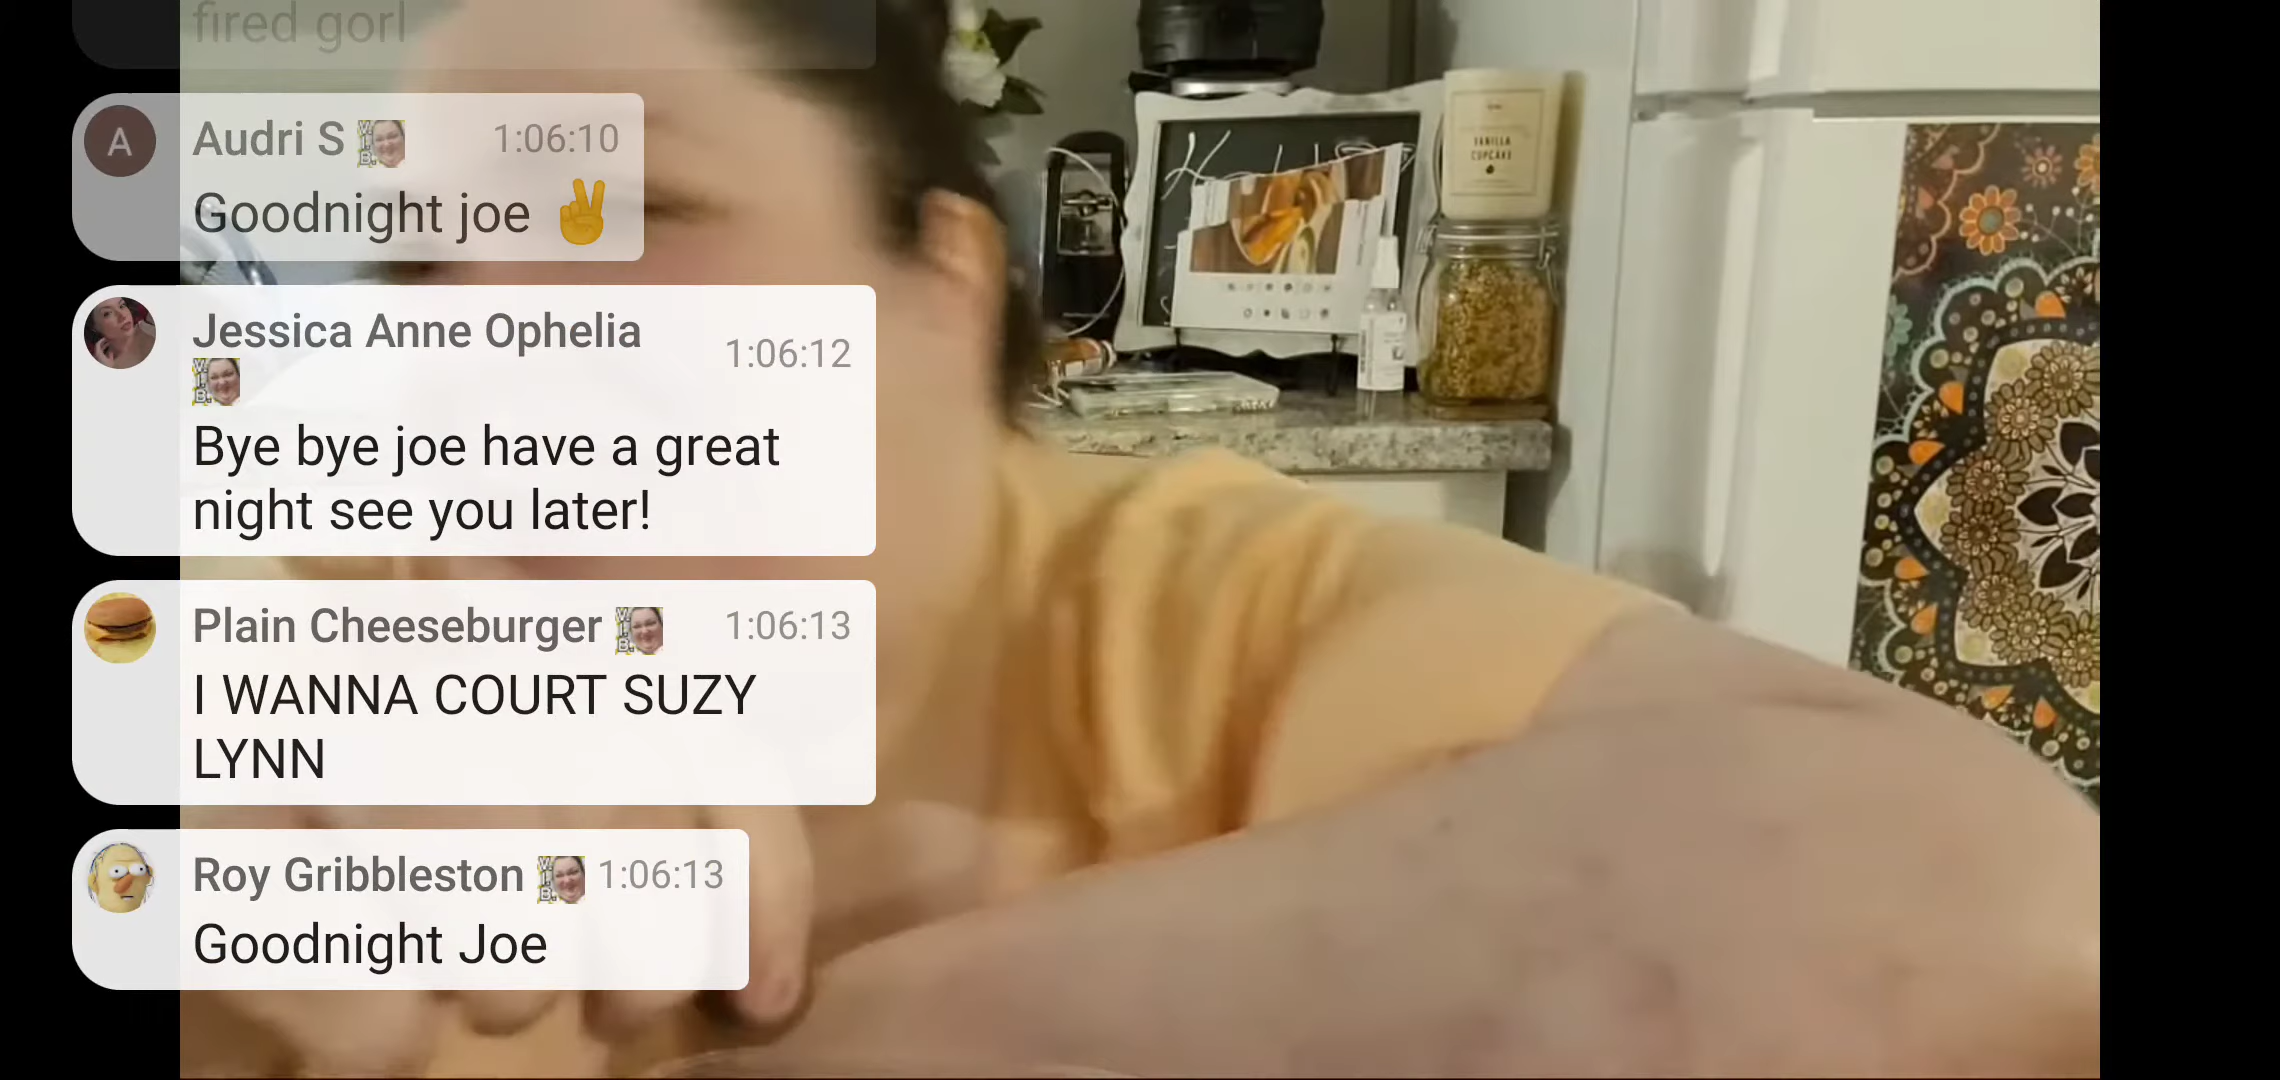 fired gorl
Audri S 1:06:10
A
Goodnight joe ✌
Jessica Anne Ophelia
1:06:12
Bye bye joe have a great
night see you later!
Plain Cheeseburger 1:06:13
I WANNA COURT SUZY
LYNN
Roy Gribbleston 1:06:13
Goodnight Joe
VANILLA
CUPCAKE